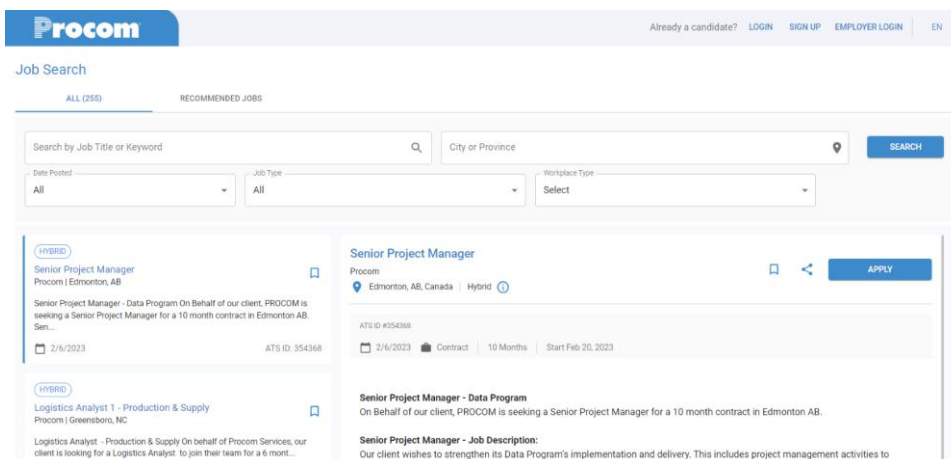 Procom
Already a candidate? LOGIN SIGN UP EMPLOYER LOGIN EN
Job Search
ALL (255) RECOMMENDED JOBS
Search by Job Title or Keyword City or Province SEARCH
Date Posted Job Type Workplace Type
All All Select
HYBRID
Senior Project Manager
Procom | Edmonton, AB
Senior Project Manager - Data Program On Behalf of our client, PROCOM is
seeking a Senior Project Manager for a 10 month contract in Edmonton AB.
Sen...
2/6/2023 ATS ID: 354368
HYBRID
Logistics Analyst 1 - Production & Supply
Procom | Greensboro, NC
Logistics Analyst - Production & Supply On behalf of Procom Services, our
client is looking for a Logistics Analyst to join their team for a 6 mont...
Senior Project Manager
Procom
Edmonton, AB, Canada | Hybrid
APPLY
ATS ID #354368
2/6/2023 Contract | 10 Months | Start Feb 20, 2023
Senior Project Manager - Data Program
On Behalf of our client, PROCOM is seeking a Senior Project Manager for a 10 month contract in Edmonton AB.
Senior Project Manager - Job Description:
Our client wishes to strengthen its Data Program's implementation and delivery. This includes project management activities to